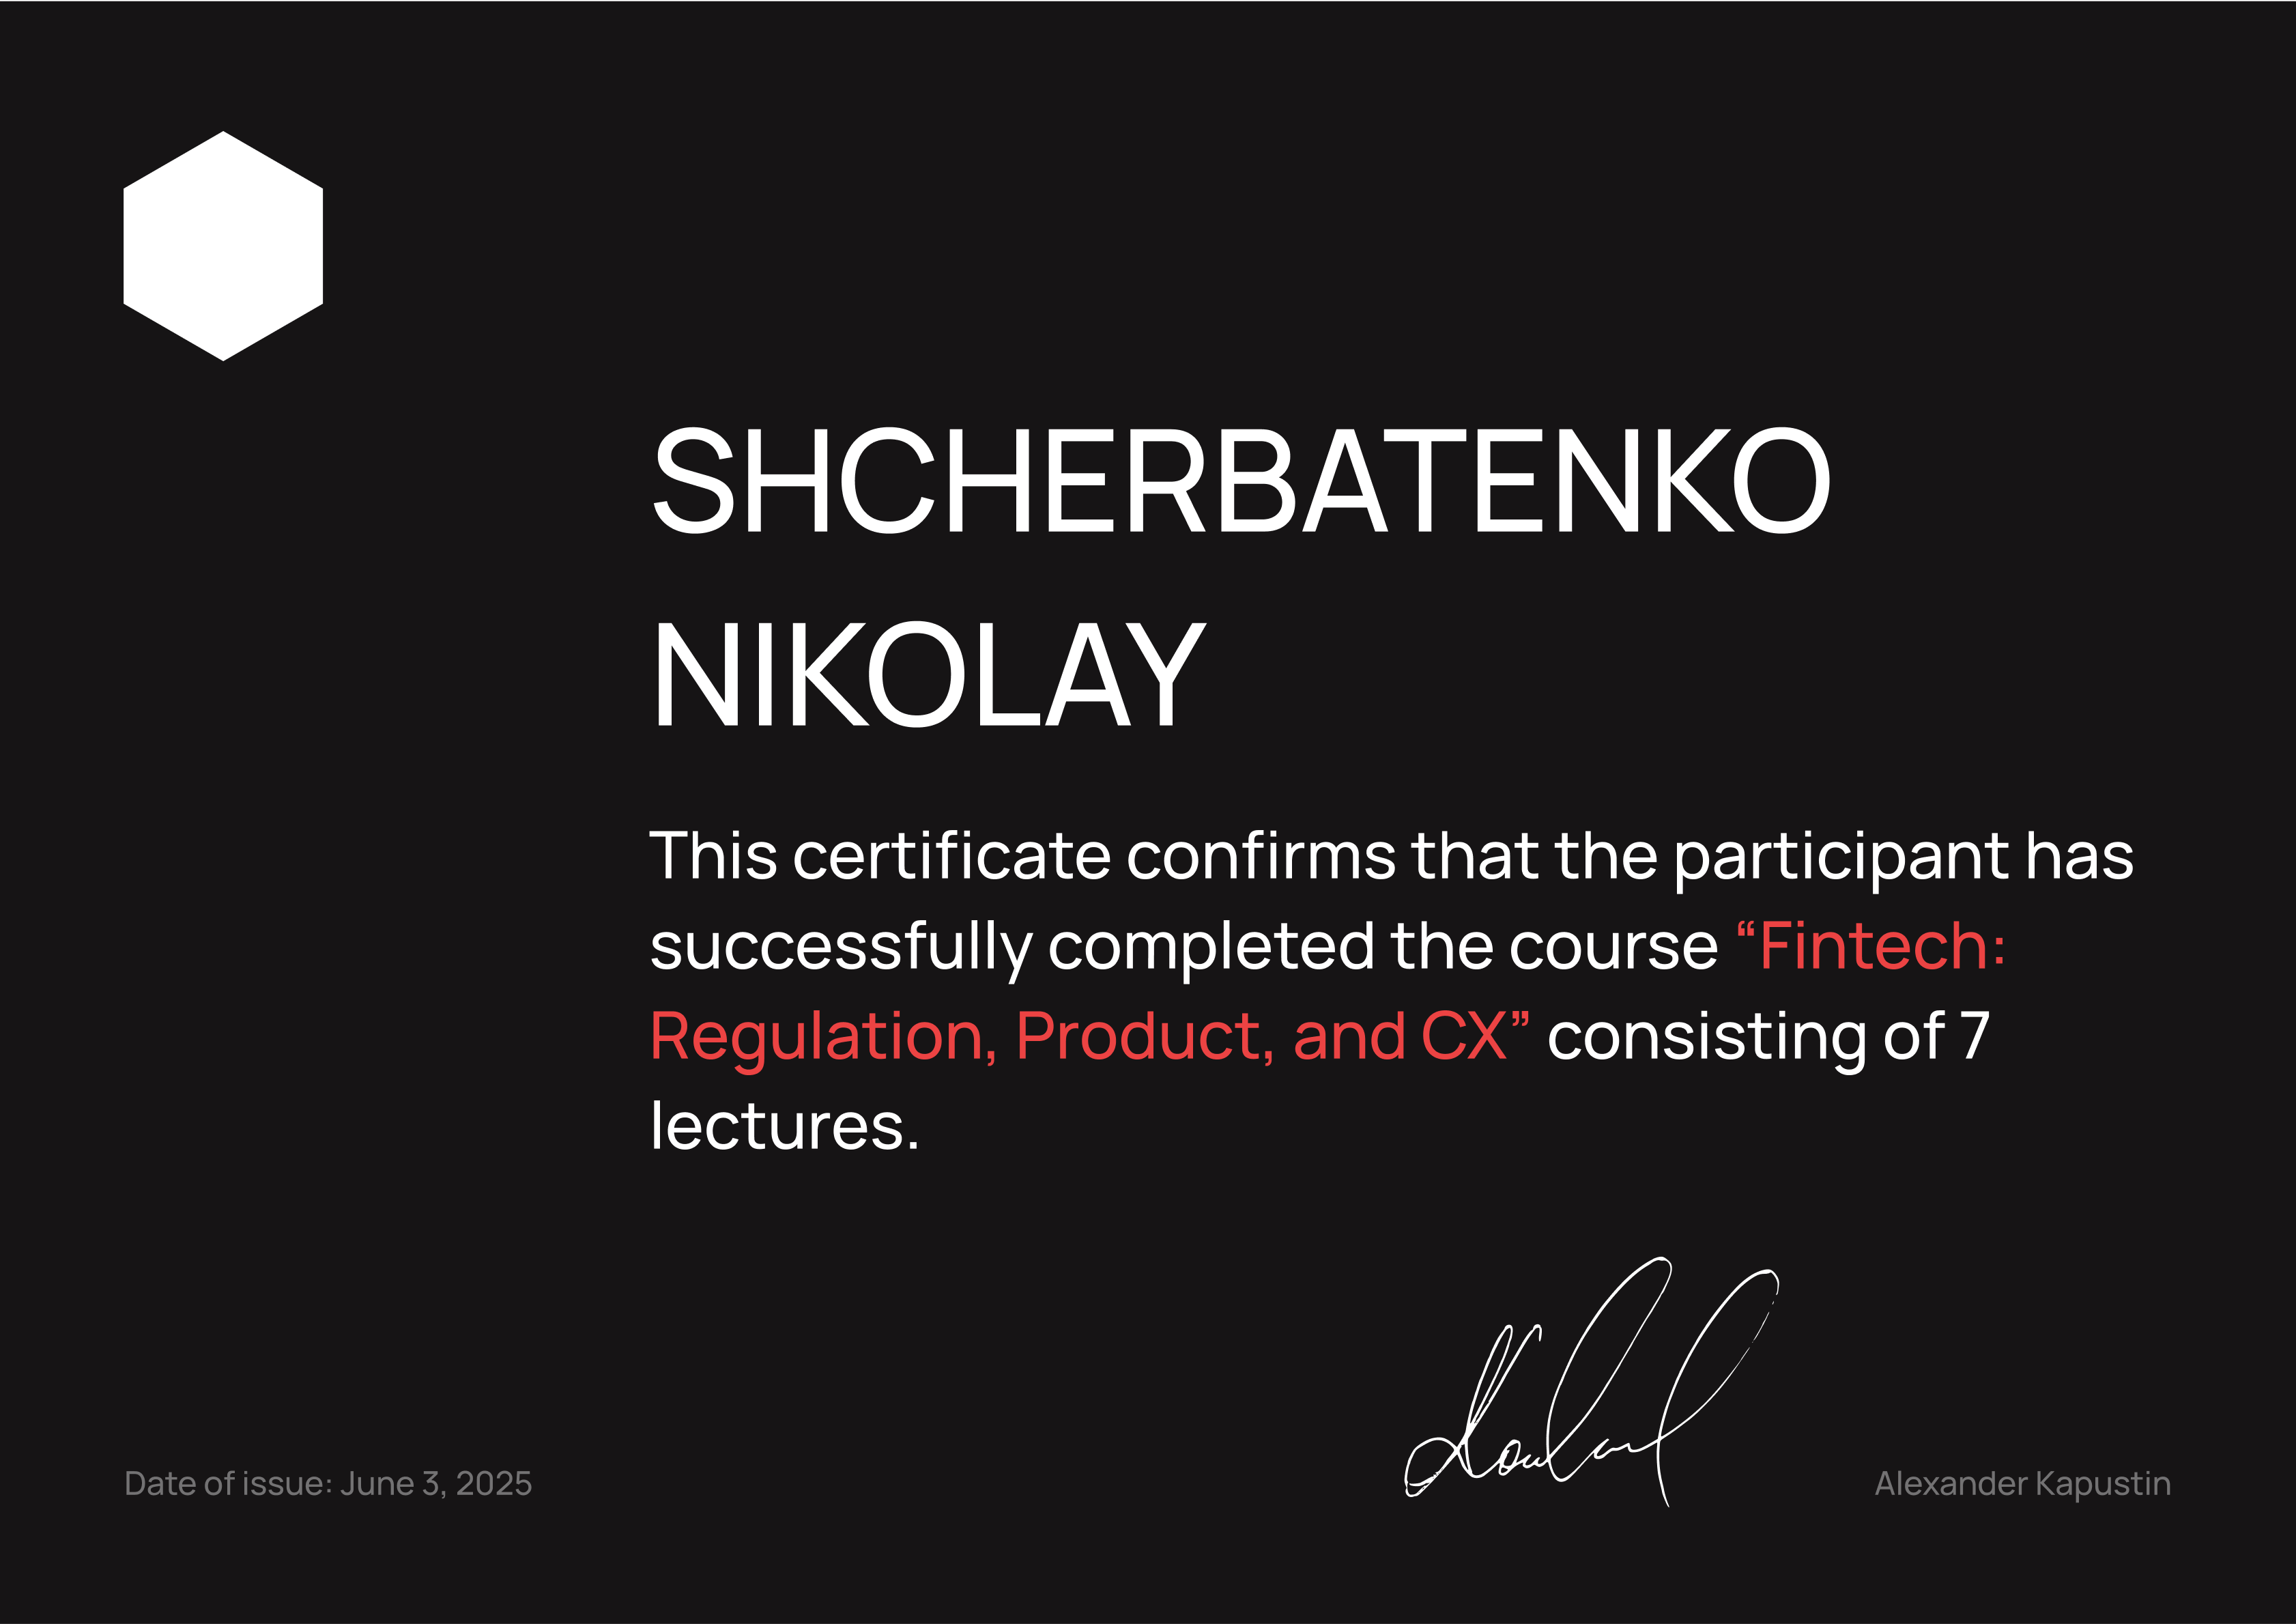 SHCHERBATENKO
NIKOLAY
This certificate confirms that the participant has
successfully completed the course “Fintech:
Regulation, Product, and CX” consisting of 7
lectures.
Date of issue: June 3, 2025
Alexander Kapustin